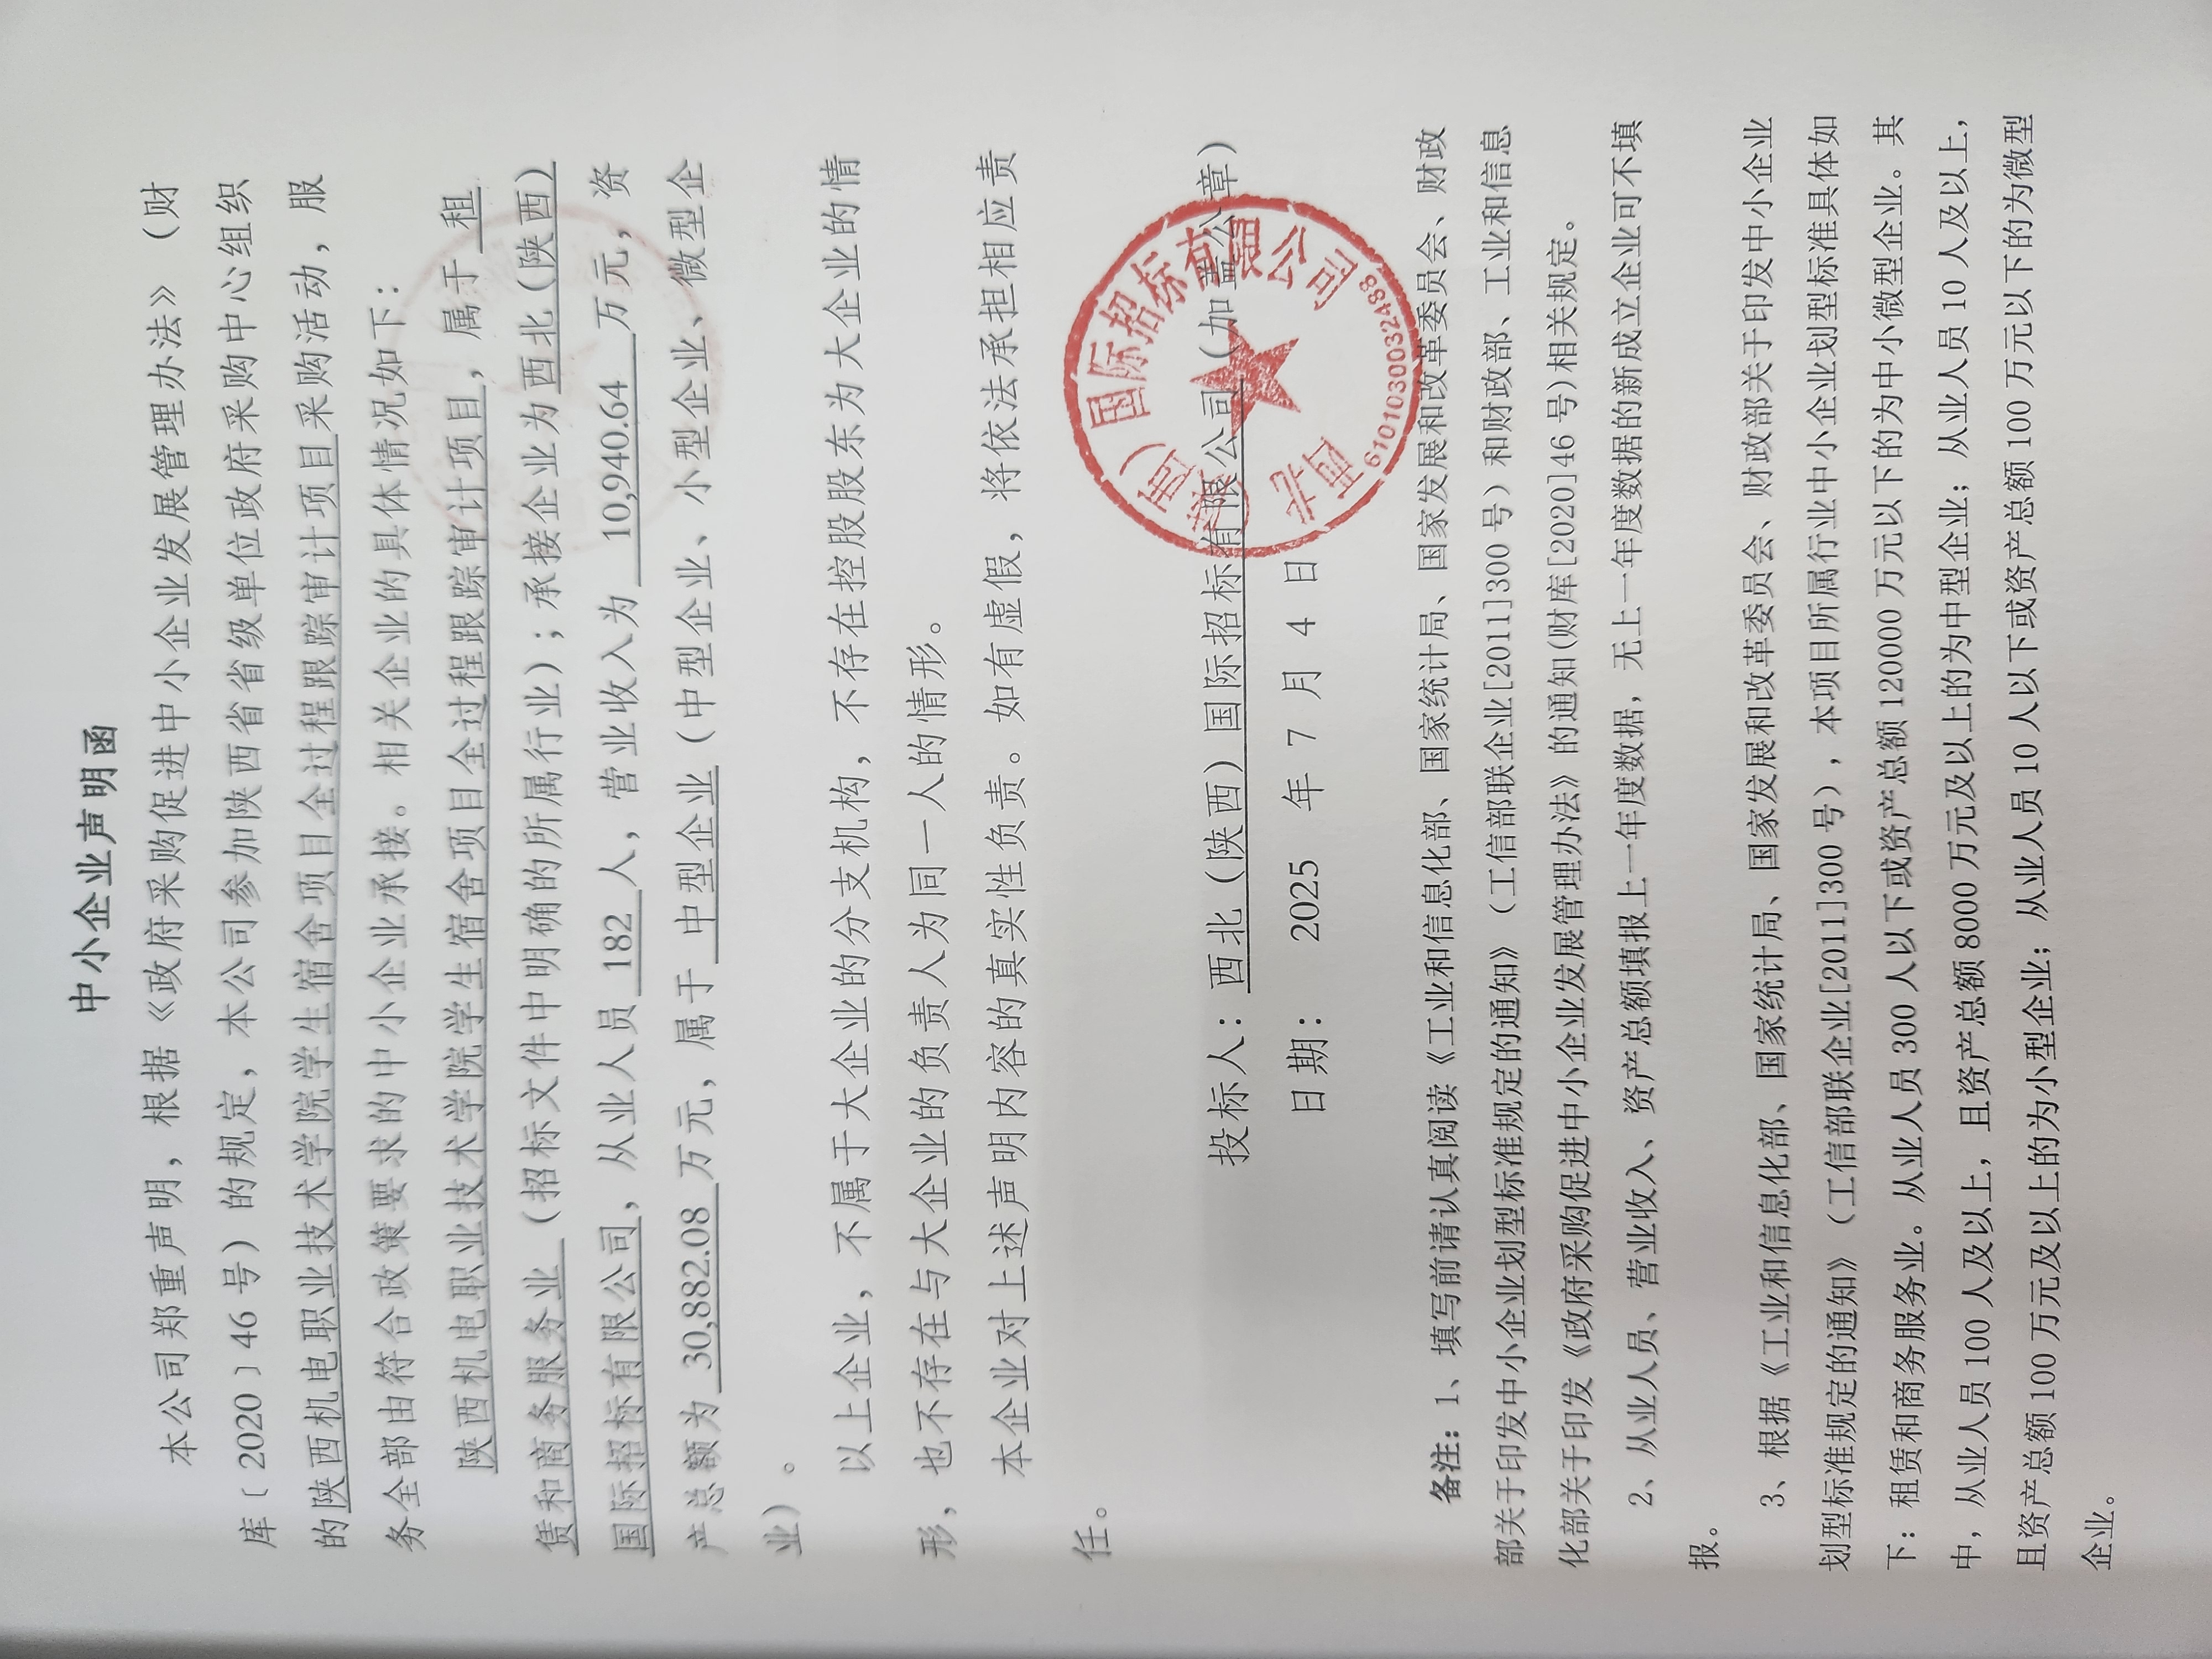 中小企业声明函
本公司郑重声明，根据《政府采购促进中小企业发展管理办法》（财
库〔2020〕46号）的规定，本公司参加陕西省省级单位政府采购中心组织
的陕西机电职业技术学院学生宿舍项目全过程跟踪审计项目采购活动，服
务全部由符合政策要求的中小企业承接。相关企业的具体情况如下：
陕西机电职业技术学院学生宿舍项目全过程跟踪审计项目，属于 租
赁和商务服务业（招标文件中明确的所属行业）；承接企业为西北（陕西）
国际招标有限公司，从业人员 182 人，营业收入为 10,940.64 万元，资
产总额为 30,882.08 万元，属于 中型企业（中型企业、小型企业、微型企
业）。
以上企业，不属于大企业的分支机构，不存在控股股东为大企业的情
形，也不存在与大企业的负责人为同一人的情形。
本企业对上述声明内容的真实性负责。如有虚假，将依法承担相应责
任。
投标人：西北（陕西）国际招标有限公司（加盖公章）
西北（陕西）国际招标有限公司
6101030032488
日期： 2025 年 7 月 4 日
备注：1、填写前请认真阅读《工业和信息化部、国家统计局、国家发展和改革委员会、财政
部关于印发中小企业划型标准规定的通知》（工信部联企业[2011]300号）和财政部、工业和信息
化部关于印发《政府采购促进中小企业发展管理办法》的通知(财库[2020]46号)相关规定。
2、从业人员、营业收入、资产总额填报上一年度数据，无上一年度数据的新成立企业可不填
报。
3、根据《工业和信息化部、国家统计局、国家发展和改革委员会、财政部关于印发中小企业
划型标准规定的通知》（工信部联企业[2011]300号），本项目所属行业中小企业划型标准具体如
下：租赁和商务服务业。从业人员300人以下或资产总额120000万元以下的为中小微型企业。其
中，从业人员100人及以上，且资产总额8000万元及以上的为中型企业；从业人员10人及以上，
且资产总额100万元及以上的为小型企业；从业人员10人以下或资产总额100万元以下的为微型
企业。